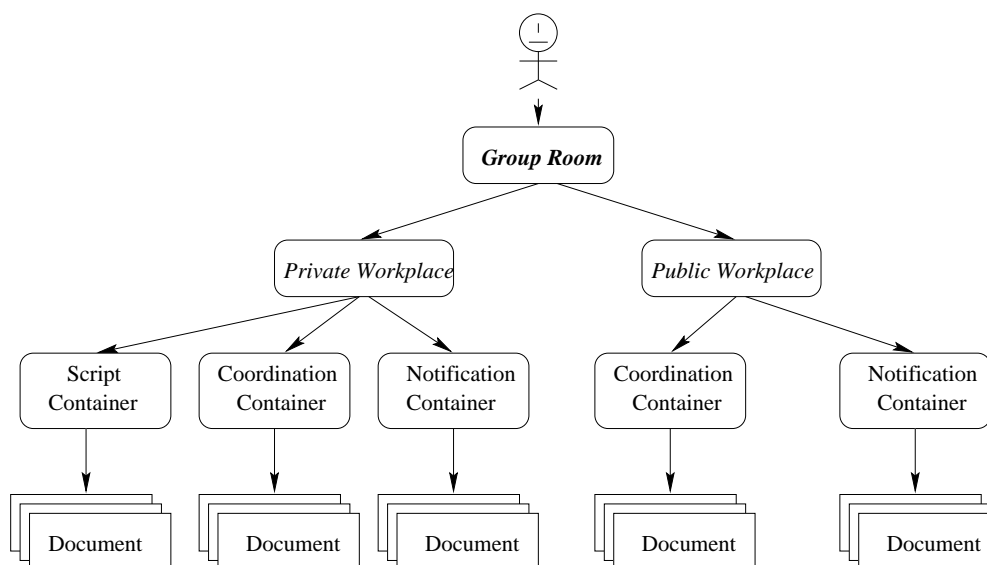 Group Room
Private Workplace
Public Workplace
Script
Container
Coordination
Container
Notification
Container
Coordination
Container
Notification
Container
Document
Document
Document
Document
Document